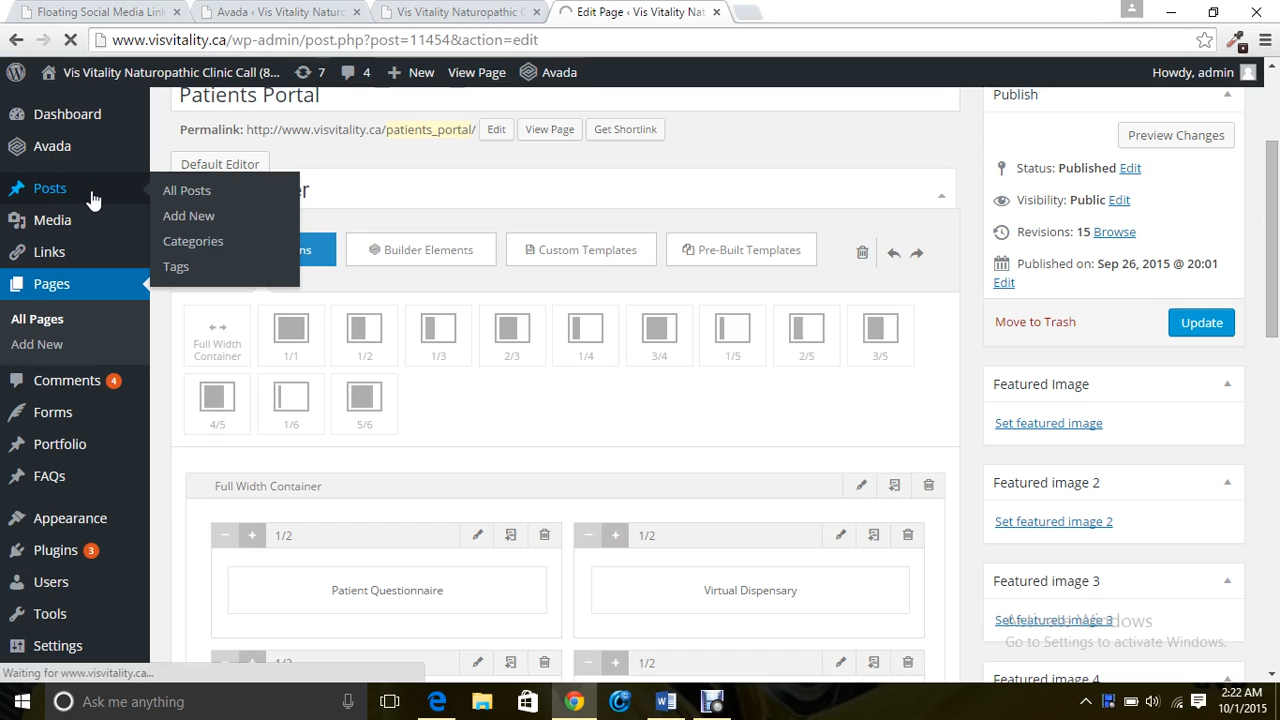 Floating Social Media Link
Avada ‹ Vis Vitality Naturo
Vis Vitality Naturopathic C
Edit Page ‹ Vis Vitality Nat
www.visvitality.ca/wp-admin/post.php?post=11454&action=edit
Vis Vitality Naturopathic Clinic Call (8...
7
4
New
View Page
Avada
Howdy, admin
Dashboard
Avada
Posts
Media
Links
Pages
All Pages
Add New
Comments 4
Forms
Portfolio
FAQs
Appearance
Plugins 3
Users
Tools
Settings
All Posts
Add New
Categories
Tags
Patients Portal
Permalink: http://www.visvitality.ca/patients_portal/ Edit View Page Get Shortlink
Default Editor
er
ns
Builder Elements
Custom Templates
Pre-Built Templates
Full Width
Container
1/1
1/2
1/3
2/3
1/4
3/4
1/5
2/5
3/5
4/5
1/6
5/6
Full Width Container
1/2
1/2
Patient Questionnaire
Virtual Dispensary
1/2
1/2
Publish
Preview Changes
Status: Published Edit
Visibility: Public Edit
Revisions: 15 Browse
Published on: Sep 26, 2015 @ 20:01
Edit
Move to Trash
Update
Featured Image
Set featured image
Featured image 2
Set featured image 2
Featured image 3
Set featured image 3
Activate Windows
Go to Settings to activate Windows.
Featured image 4
Waiting for www.visvitality.ca...
Ask me anything
2:22 AM
10/1/2015